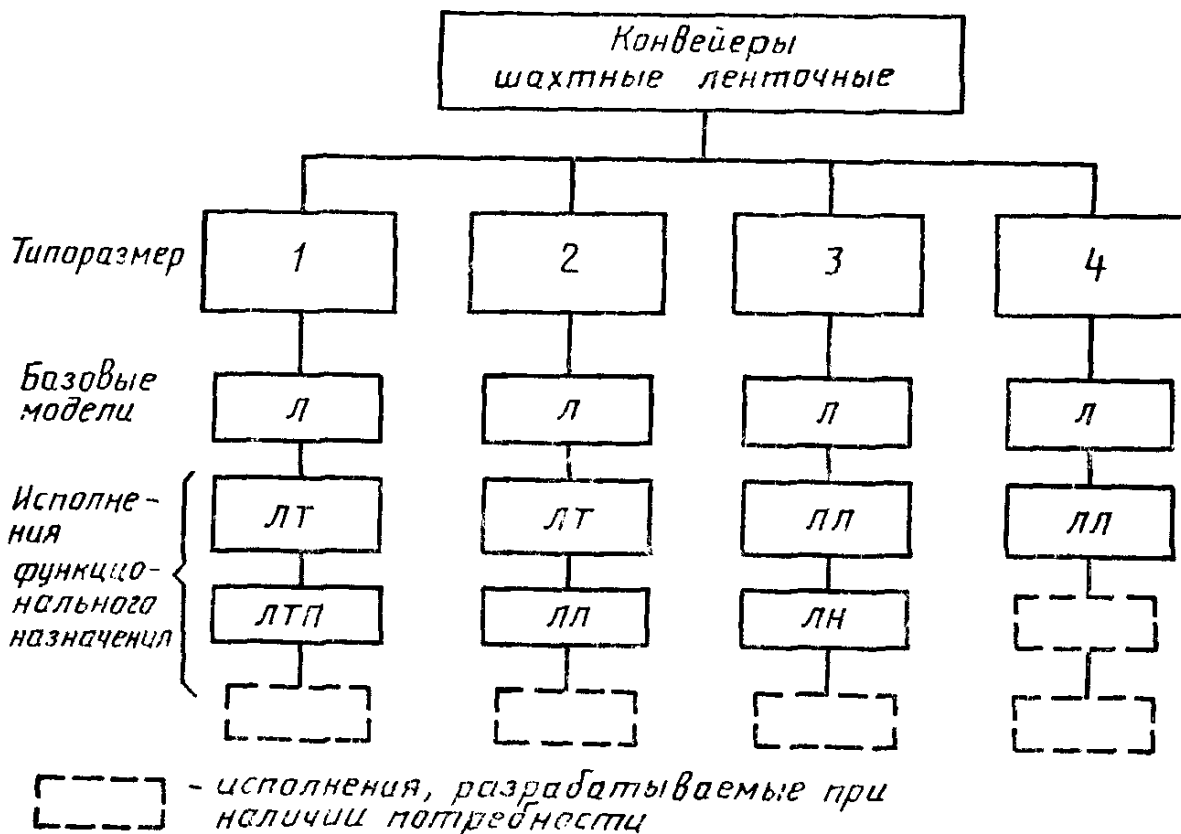 Конвейеры
шахтные ленточные
Типоразмер
1
2
3
4
Базовые
модели
Л
Л
Л
Л
Исполне-
ния
функцио-
нального
назначения
ЛТ
ЛТ
ЛЛ
ЛЛ
ЛТП
ЛЛ
ЛН
- исполнения, разрабатываемые при
наличии потребности